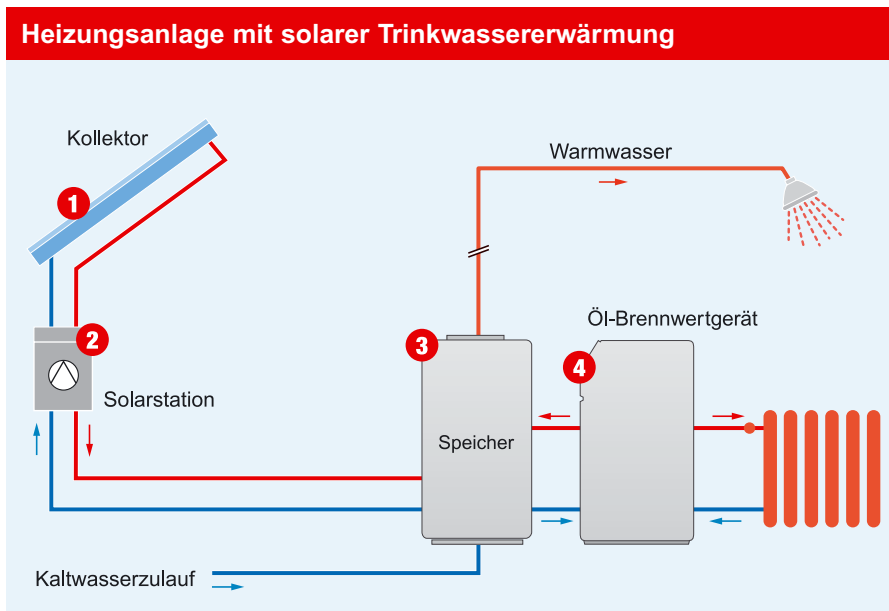 Heizungsanlage mit solarer Trinkwassererwärmung
Kollektor
Warmwasser
1
Öl-Brennwertgerät
2
3
4
Solarstation
Speicher
Kaltwasserzulauf